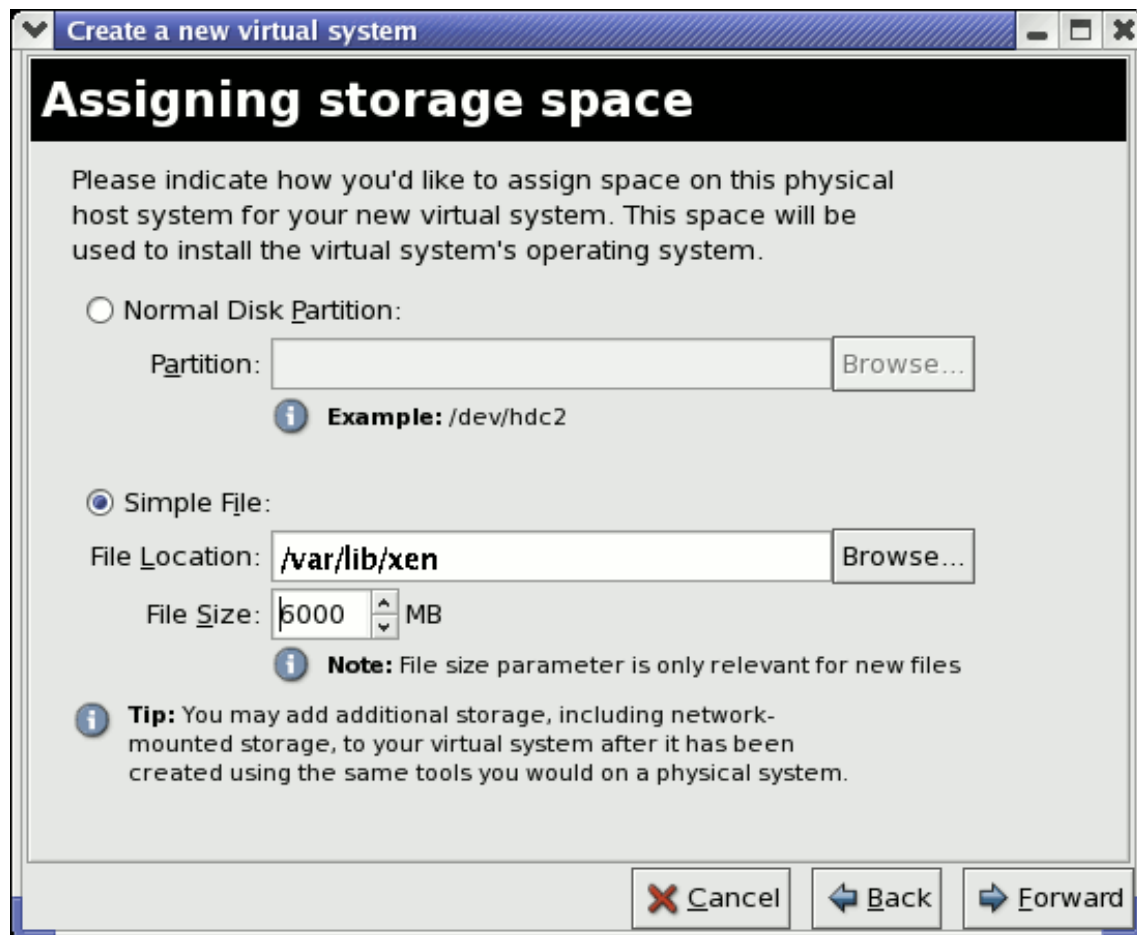 Create a new virtual system
Assigning storage space
Please indicate how you'd like to assign space on this physical
host system for your new virtual system. This space will be
used to install the virtual system's operating system.
Normal Disk Partition:
Partition: Browse...
Example: /dev/hdc2
Simple File:
File Location: /var/lib/xen Browse...
File Size: 6000 MB
Note: File size parameter is only relevant for new files
Tip: You may add additional storage, including network-
mounted storage, to your virtual system after it has been
created using the same tools you would on a physical system.
Cancel Back Forward